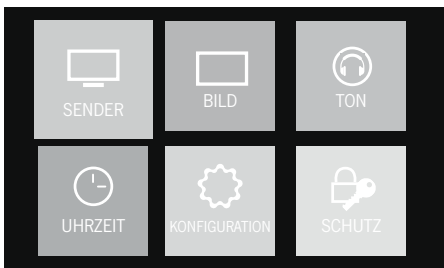 SENDER
BILD
TON
UHRZEIT
KONFIGURATION
SCHUTZ